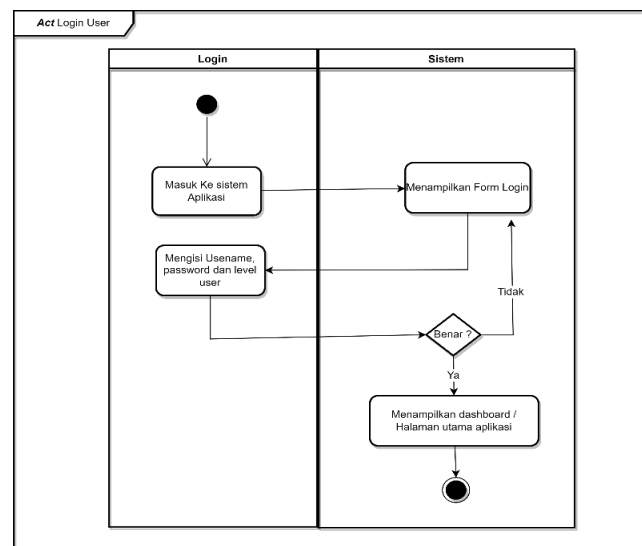 Act Login User
Login
Sistem
Masuk Ke sistem
Aplikasi
Menampilkan Form Login
Mengisi Usename,
password dan level
user
Tidak
Benar ?
Ya
Menampilkan dashboard /
Halaman utama aplikasi